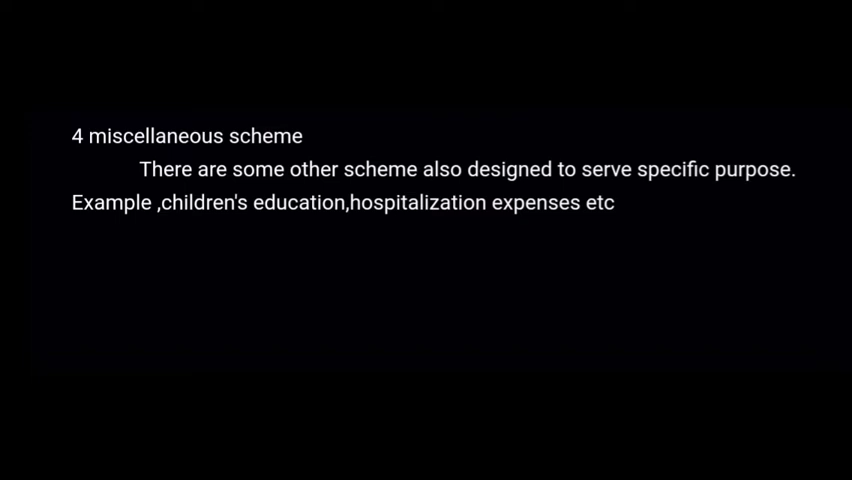 4 miscellaneous scheme
There are some other scheme also designed to serve specific purpose.
Example ,children's education,hospitalization expenses etc